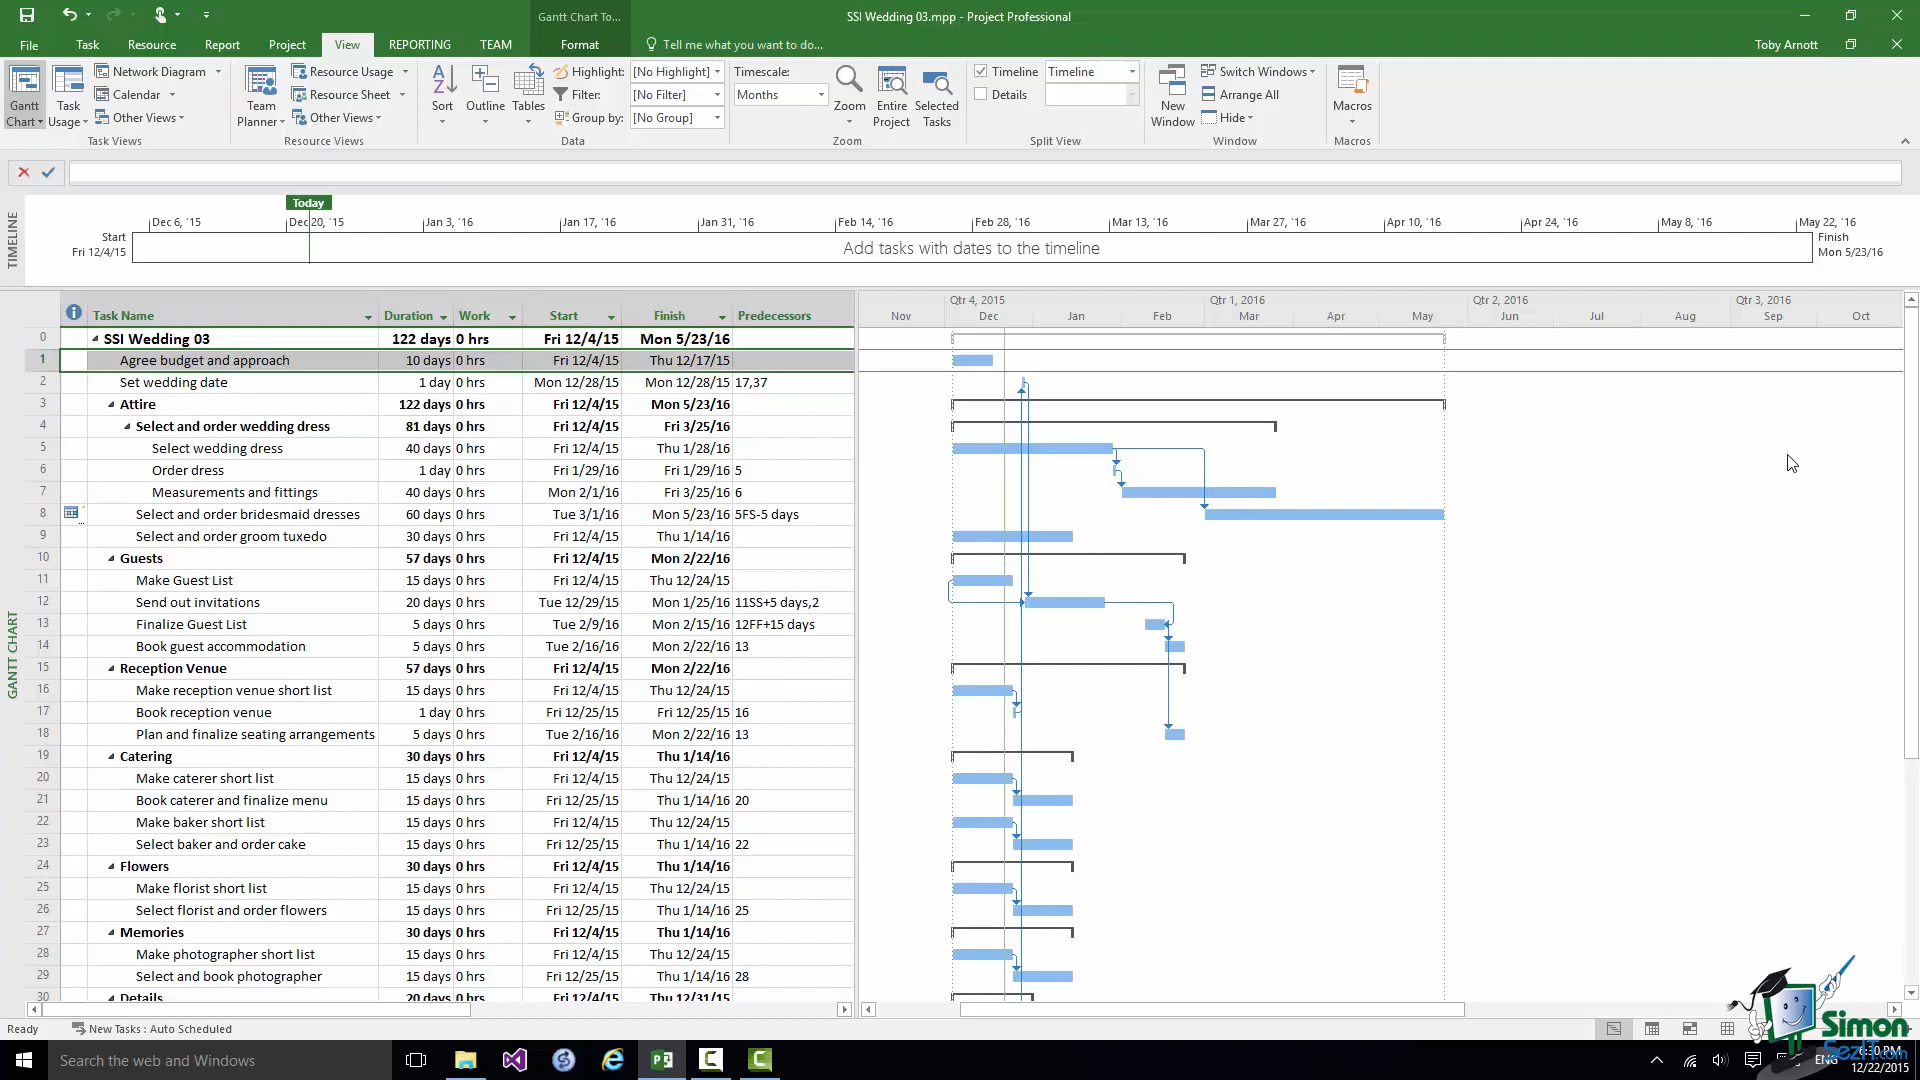 Gantt Chart To...
SSI Wedding 03.mpp - Project Professional
File Task Resource Report Project View REPORTING TEAM Format Tell me what you want to do... Toby Arnott
Gantt Chart
Task Usage
Network Diagram
Calendar
Other Views
Task Views
Team Planner
Resource Usage
Resource Sheet
Other Views
Resource Views
Sort
Outline
Tables
Highlight: [No Highlight]
Filter: [No Filter]
Group by: [No Group]
Data
Timescale:
Months
Zoom
Entire Project
Selected Tasks
Zoom
Timeline Timeline
Details
Split View
New Window
Switch Windows
Arrange All
Hide
Window
Macros
Macros
TIMELINE
Today
Dec 6, '15 Dec 20, '15 Jan 3, '16 Jan 17, '16 Jan 31, '16 Feb 14, '16 Feb 28, '16 Mar 13, '16 Mar 27, '16 Apr 10, '16 Apr 24, '16 May 8, '16 May 22, '16
Start
Fri 12/4/15
Add tasks with dates to the timeline
Finish
Mon 5/23/16
GANTT CHART
Qtr 4, 2015 Qtr 1, 2016 Qtr 2, 2016 Qtr 3, 2016
Nov Dec Jan Feb Mar Apr May Jun Jul Aug Sep Oct
Task Name Duration Work Start Finish Predecessors
0 SSI Wedding 03 122 days 0 hrs Fri 12/4/15 Mon 5/23/16
1 Agree budget and approach 10 days 0 hrs Fri 12/4/15 Thu 12/17/15
2 Set wedding date 1 day 0 hrs Mon 12/28/15 Mon 12/28/15 17,37
3 Attire 122 days 0 hrs Fri 12/4/15 Mon 5/23/16
4 Select and order wedding dress 81 days 0 hrs Fri 12/4/15 Fri 3/25/16
5 Select wedding dress 40 days 0 hrs Fri 12/4/15 Thu 1/28/16
6 Order dress 1 day 0 hrs Fri 1/29/16 Fri 1/29/16 5
7 Measurements and fittings 40 days 0 hrs Mon 2/1/16 Fri 3/25/16 6
8 Select and order bridesmaid dresses 60 days 0 hrs Tue 3/1/16 Mon 5/23/16 5FS-5 days
9 Select and order groom tuxedo 30 days 0 hrs Fri 12/4/15 Thu 1/14/16
10 Guests 57 days 0 hrs Fri 12/4/15 Mon 2/22/16
11 Make Guest List 15 days 0 hrs Fri 12/4/15 Thu 12/24/15
12 Send out invitations 20 days 0 hrs Tue 12/29/15 Mon 1/25/16 11SS+5 days,2
13 Finalize Guest List 5 days 0 hrs Tue 2/9/16 Mon 2/15/16 12FF+15 days
14 Book guest accommodation 5 days 0 hrs Tue 2/16/16 Mon 2/22/16 13
15 Reception Venue 57 days 0 hrs Fri 12/4/15 Mon 2/22/16
16 Make reception venue short list 15 days 0 hrs Fri 12/4/15 Thu 12/24/15
17 Book reception venue 1 day 0 hrs Fri 12/25/15 Fri 12/25/15 16
18 Plan and finalize seating arrangements 5 days 0 hrs Tue 2/16/16 Mon 2/22/16 13
19 Catering 30 days 0 hrs Fri 12/4/15 Thu 1/14/16
20 Make caterer short list 15 days 0 hrs Fri 12/4/15 Thu 12/24/15
21 Book caterer and finalize menu 15 days 0 hrs Fri 12/25/15 Thu 1/14/16 20
22 Make baker short list 15 days 0 hrs Fri 12/4/15 Thu 12/24/15
23 Select baker and order cake 15 days 0 hrs Fri 12/25/15 Thu 1/14/16 22
24 Flowers 30 days 0 hrs Fri 12/4/15 Thu 1/14/16
25 Make florist short list 15 days 0 hrs Fri 12/4/15 Thu 12/24/15
26 Select florist and order flowers 15 days 0 hrs Fri 12/25/15 Thu 1/14/16 25
27 Memories 30 days 0 hrs Fri 12/4/15 Thu 1/14/16
28 Make photographer short list 15 days 0 hrs Fri 12/4/15 Thu 12/24/15
29 Select and book photographer 15 days 0 hrs Fri 12/25/15 Thu 1/14/16 28
30 Details 20 days 0 hrs Fri 12/4/15 Thu 12/31/15
Ready New Tasks : Auto Scheduled
Simon
SezIT.com
Search the web and Windows
ENG
6:30 PM
12/22/2015